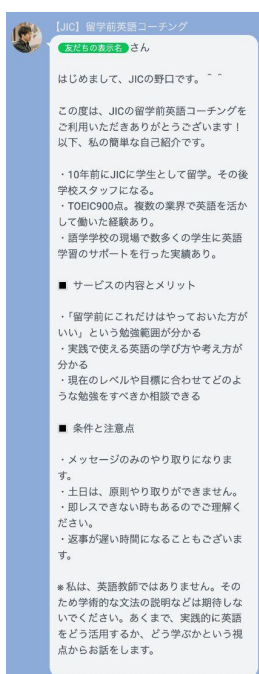 【JIC】留学前英語コーチング
友だちの表示名 さん
はじめまして、JICの野口です。＾＾
この度は、JICの留学前英語コーチングを
ご利用いただきありがとうございます！
以下、私の簡単な自己紹介です。
・10年前にJICに学生として留学。その後
学校スタッフになる。
・TOEIC900点。複数の業界で英語を活か
して働いた経験あり。
・語学学校の現場で数多くの学生に英語
学習のサポートを行った実績あり。
■ サービスの内容とメリット
・「留学前にこれだけはやっておいた方が
いい」という勉強範囲が分かる
・実践で使える英語の学び方や考え方が
分かる
・現在のレベルや目標に合わせてどのよ
うな勉強をすべきか相談できる
■ 条件と注意点
・メッセージのみのやり取りになりま
す。
・土日は、原則やり取りができません。
・即レスできない時もあるのでご理解く
ださい。
・返事が遅い時間になることもございま
す。
※私は、英語教師ではありません。その
ため学術的な文法の説明などは期待しな
いでください。あくまで、実践的に英語
をどう活用するか、どう学ぶかという視
点からお話をします。